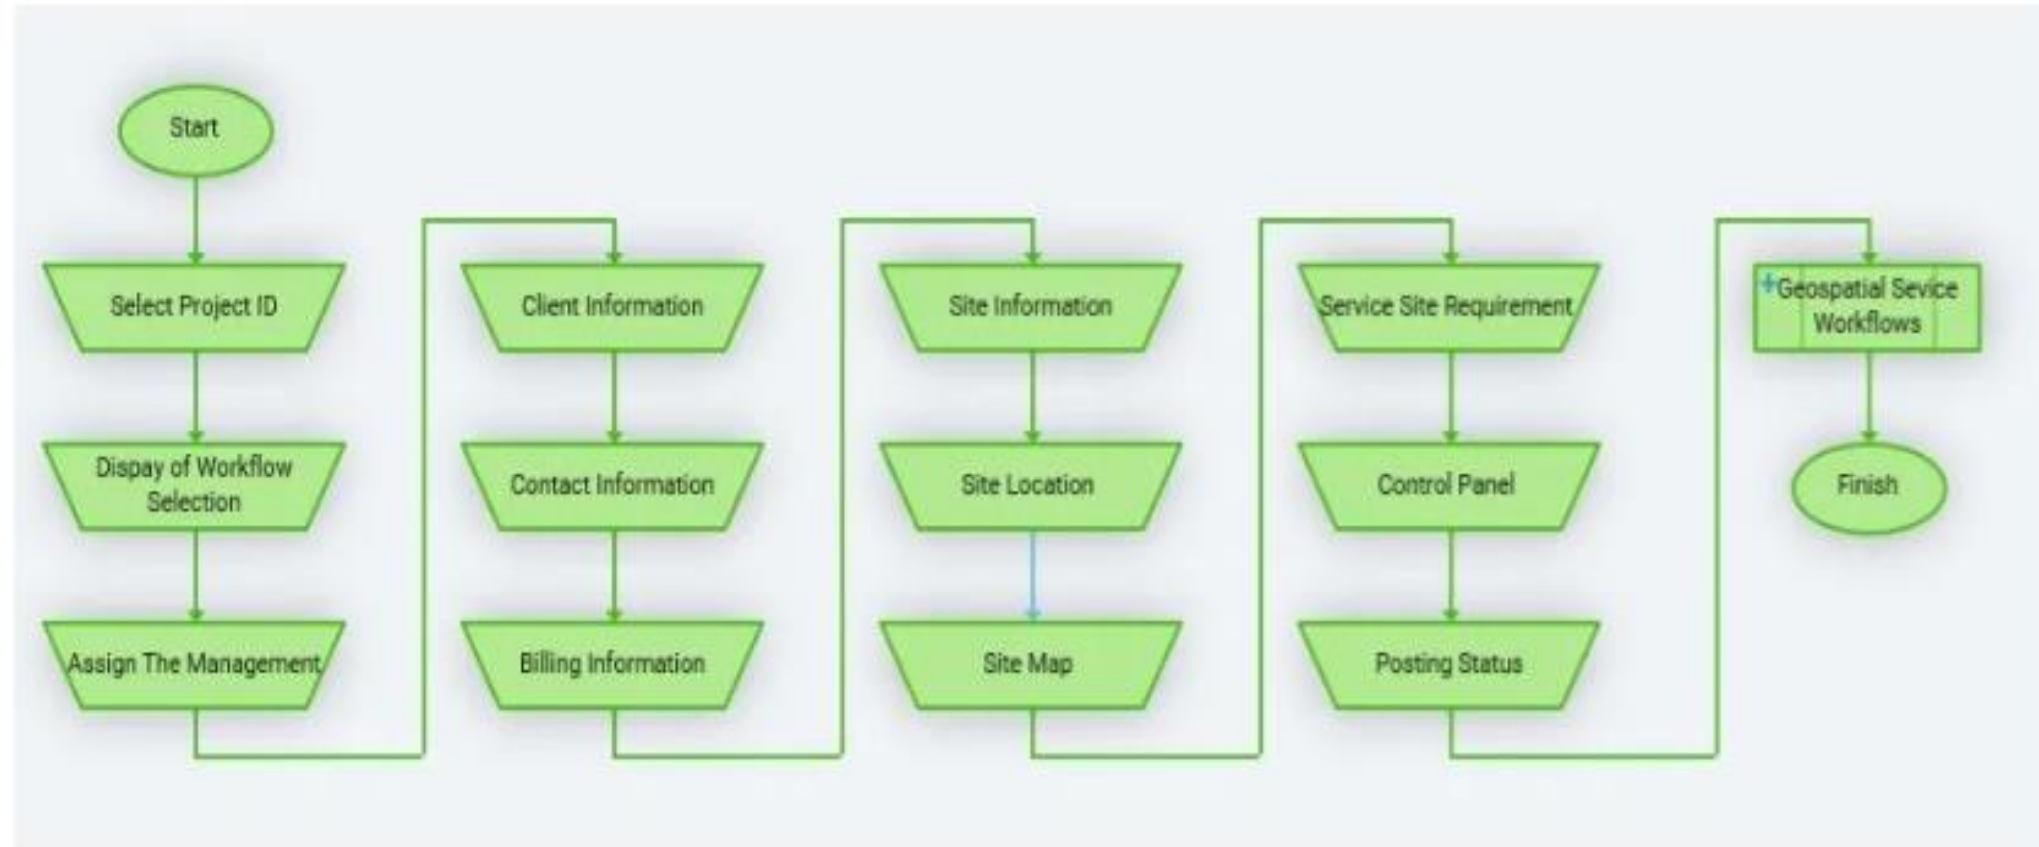 Start
Select Project ID
Dispay of Workflow
Selection
Assign The Management
Client Information
Contact Information
Billing Information
Site Information
Site Location
Site Map
Service Site Requirement
Control Panel
Posting Status
+Geospatial Sevice
Workflows
Finish